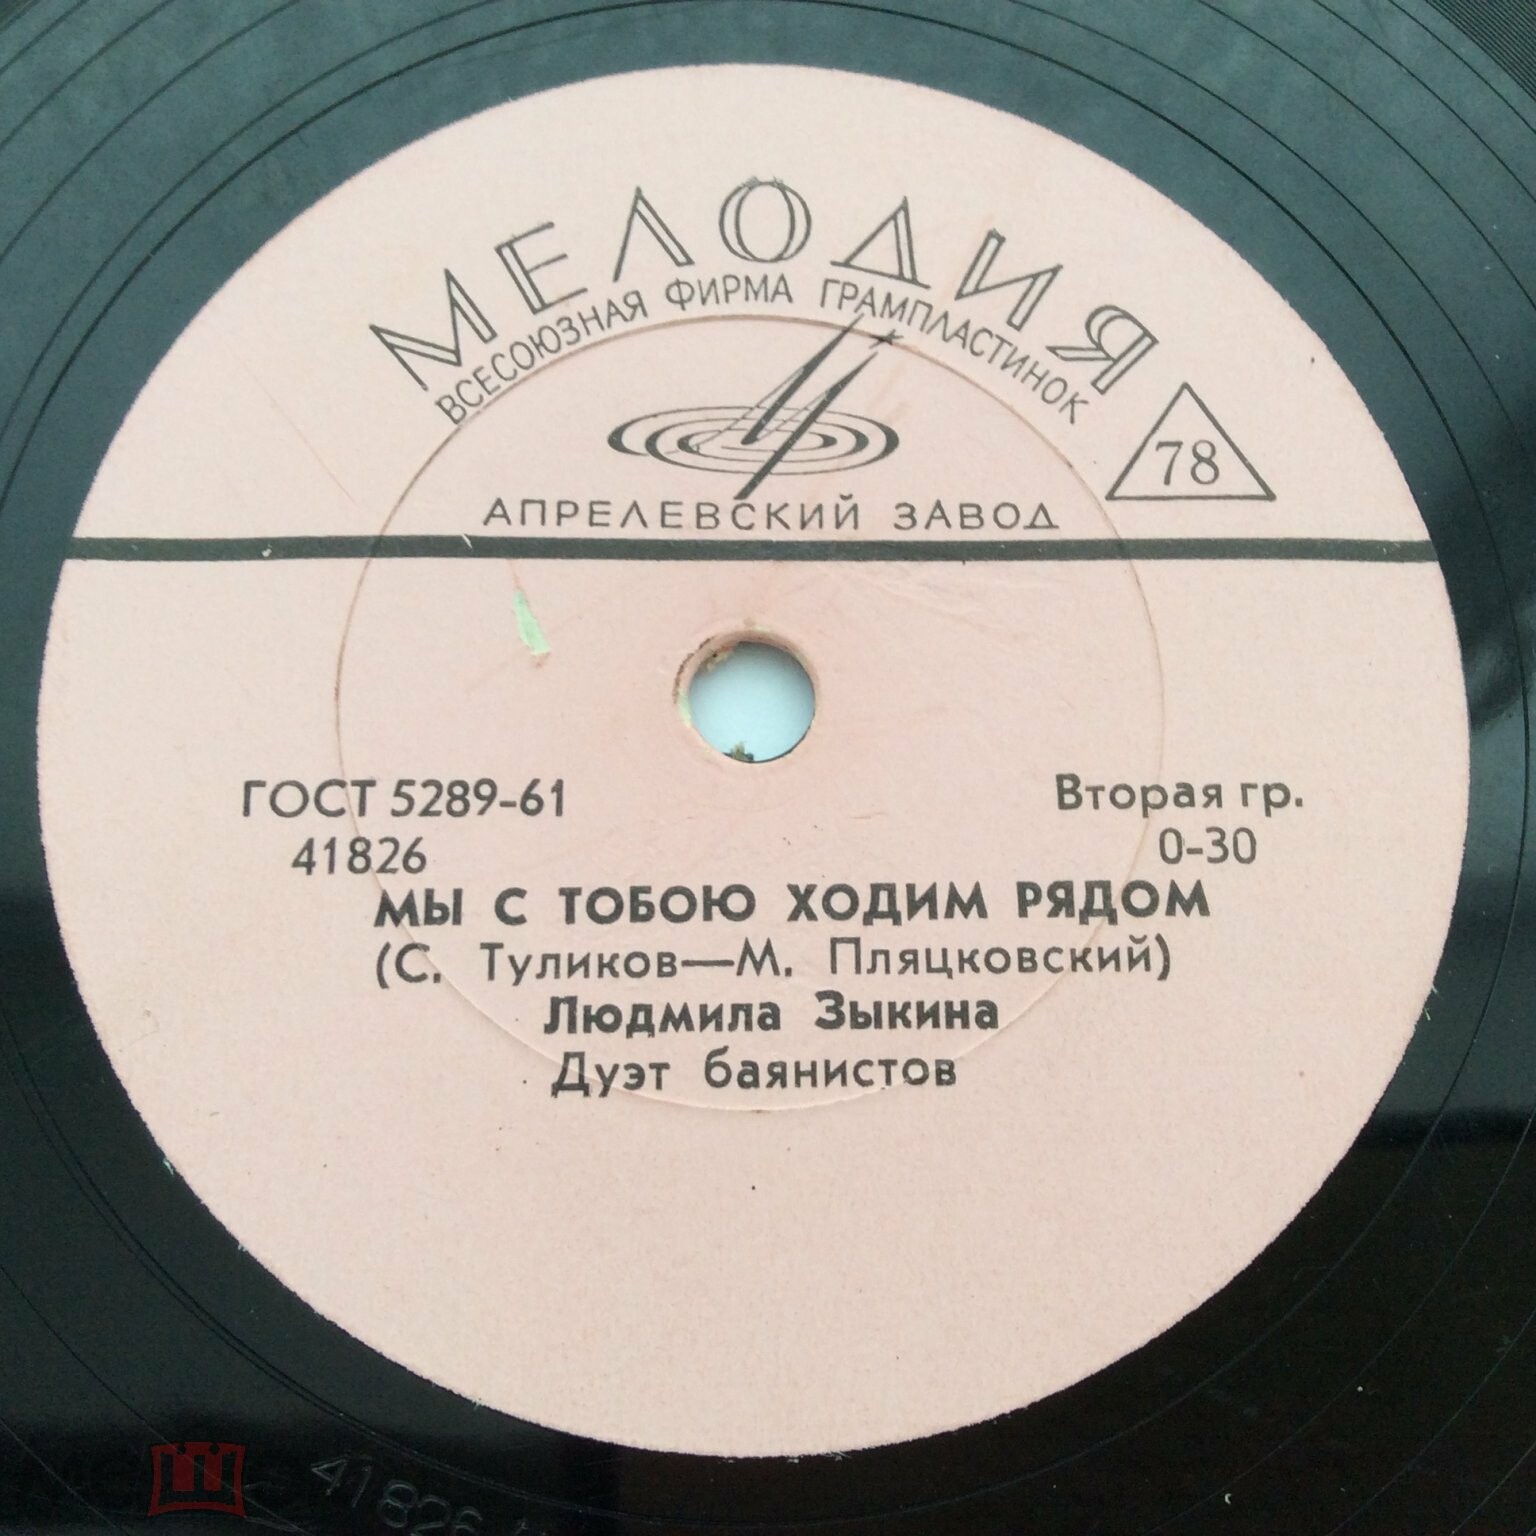 МЕЛОДИЯ
ВСЕСОЮЗНАЯ ФИРМА ГРАМПЛАСТИНОК
78
АПРЕЛЕВСКИЙ ЗАВОД
ГОСТ 5289-61
Вторая гр.
41826
0-30
МЫ С ТОБОЮ ХОДИМ РЯДОМ
(С. Туликов—М. Пляцковский)
Людмила Зыкина
Дуэт баянистов
41826